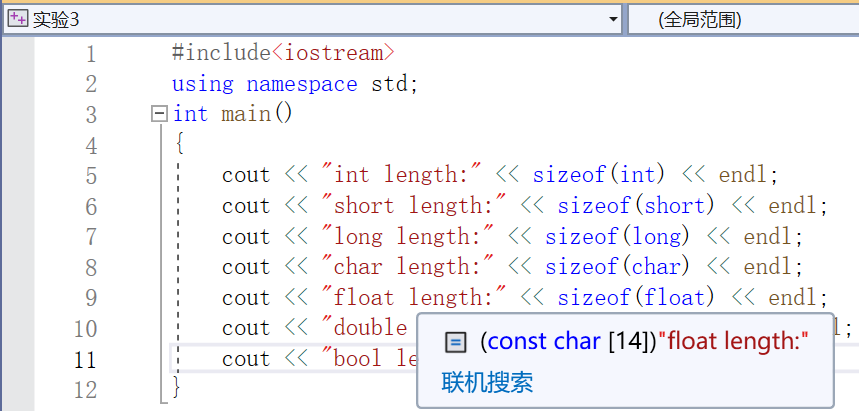 实验3 (全局范围)
1 #include<iostream>
2 using namespace std;
3 int main()
4 {
5 cout << "int length:" << sizeof(int) << endl;
6 cout << "short length:" << sizeof(short) << endl;
7 cout << "long length:" << sizeof(long) << endl;
8 cout << "char length:" << sizeof(char) << endl;
9 cout << "float length:" << sizeof(float) << endl;
10 cout << "double l;
11 cout << "bool le
12 }
(const char [14])"float length:"
联机搜索